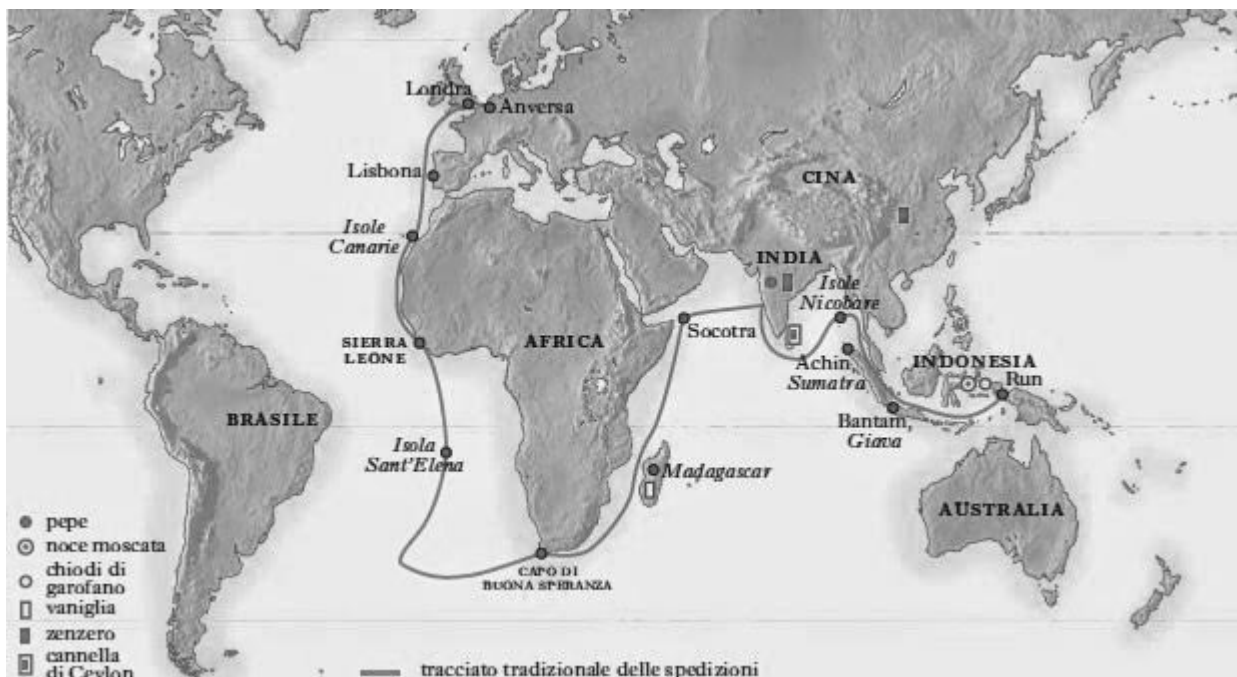 Londra
Anversa
Lisbona
CINA
Isole
Canarie
INDIA
Isole
Nicobare
SIERRA
LEONE
AFRICA
Socotra
Achin,
Sumatra
INDONESIA
Run
BRASILE
Bantam,
Giava
Isola
Sant'Elena
Madagascar
AUSTRALIA
CAPO DI
BUONA SPERANZA
pepe
noce moscata
chiodi di
garofano
vaniglia
zenzero
cannella
di Ceylon
tracciato tradizionale delle spedizioni